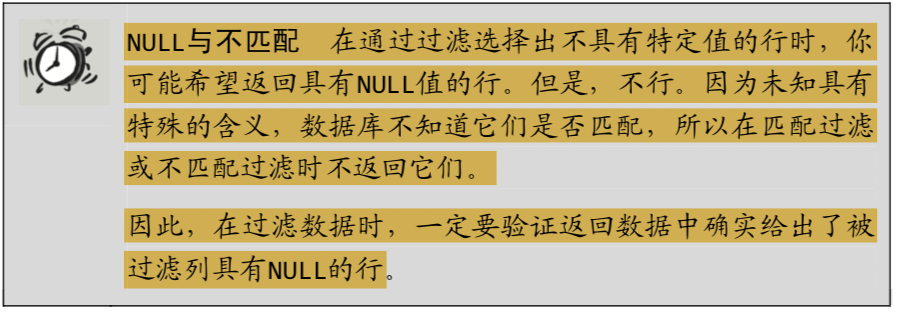 NULL与不匹配 在通过过滤选择出不具有特定值的行时，你
可能希望返回具有NULL值的行。但是，不行。因为未知具有
特殊的含义，数据库不知道它们是否匹配，所以在匹配过滤
或不匹配过滤时不返回它们。
因此，在过滤数据时，一定要验证返回数据中确实给出了被
过滤列具有NULL的行。